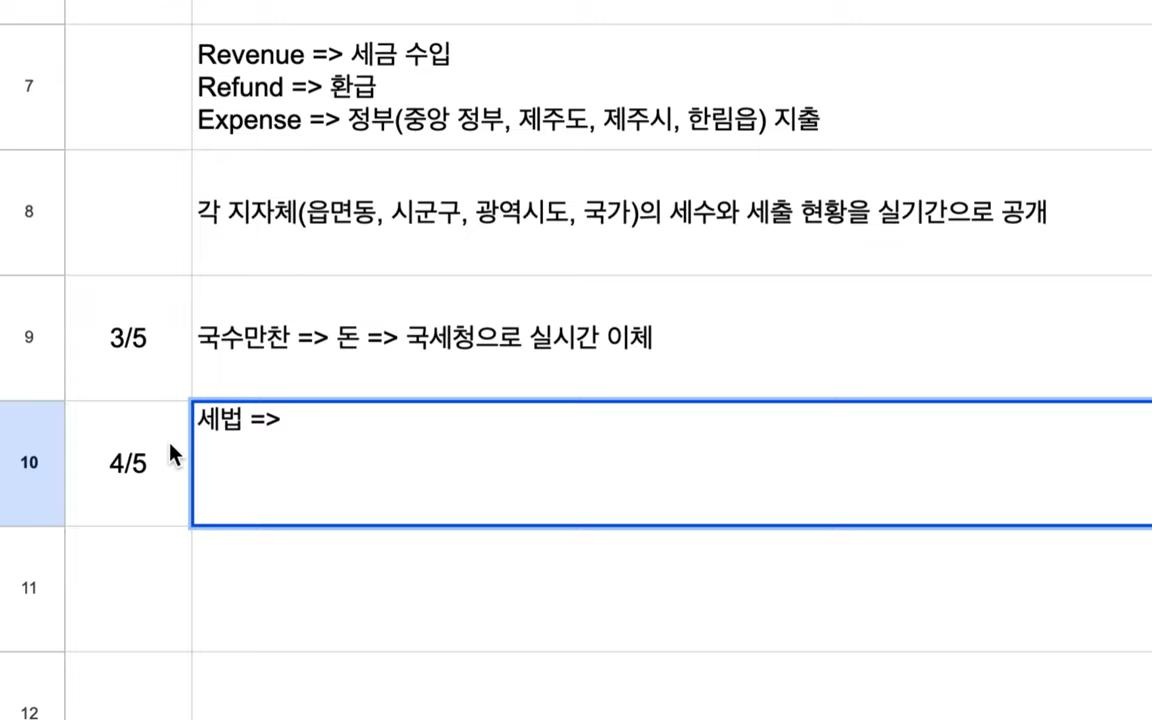 7
Revenue => 세금 수입
Refund => 환급
Expense => 정부(중앙 정부, 제주도, 제주시, 한림읍) 지출
8
각 지자체(읍면동, 시군구, 광역시도, 국가)의 세수와 세출 현황을 실기간으로 공개
9
3/5
국수만찬 => 돈 => 국세청으로 실시간 이체
10
4/5
세법 =>
11
12